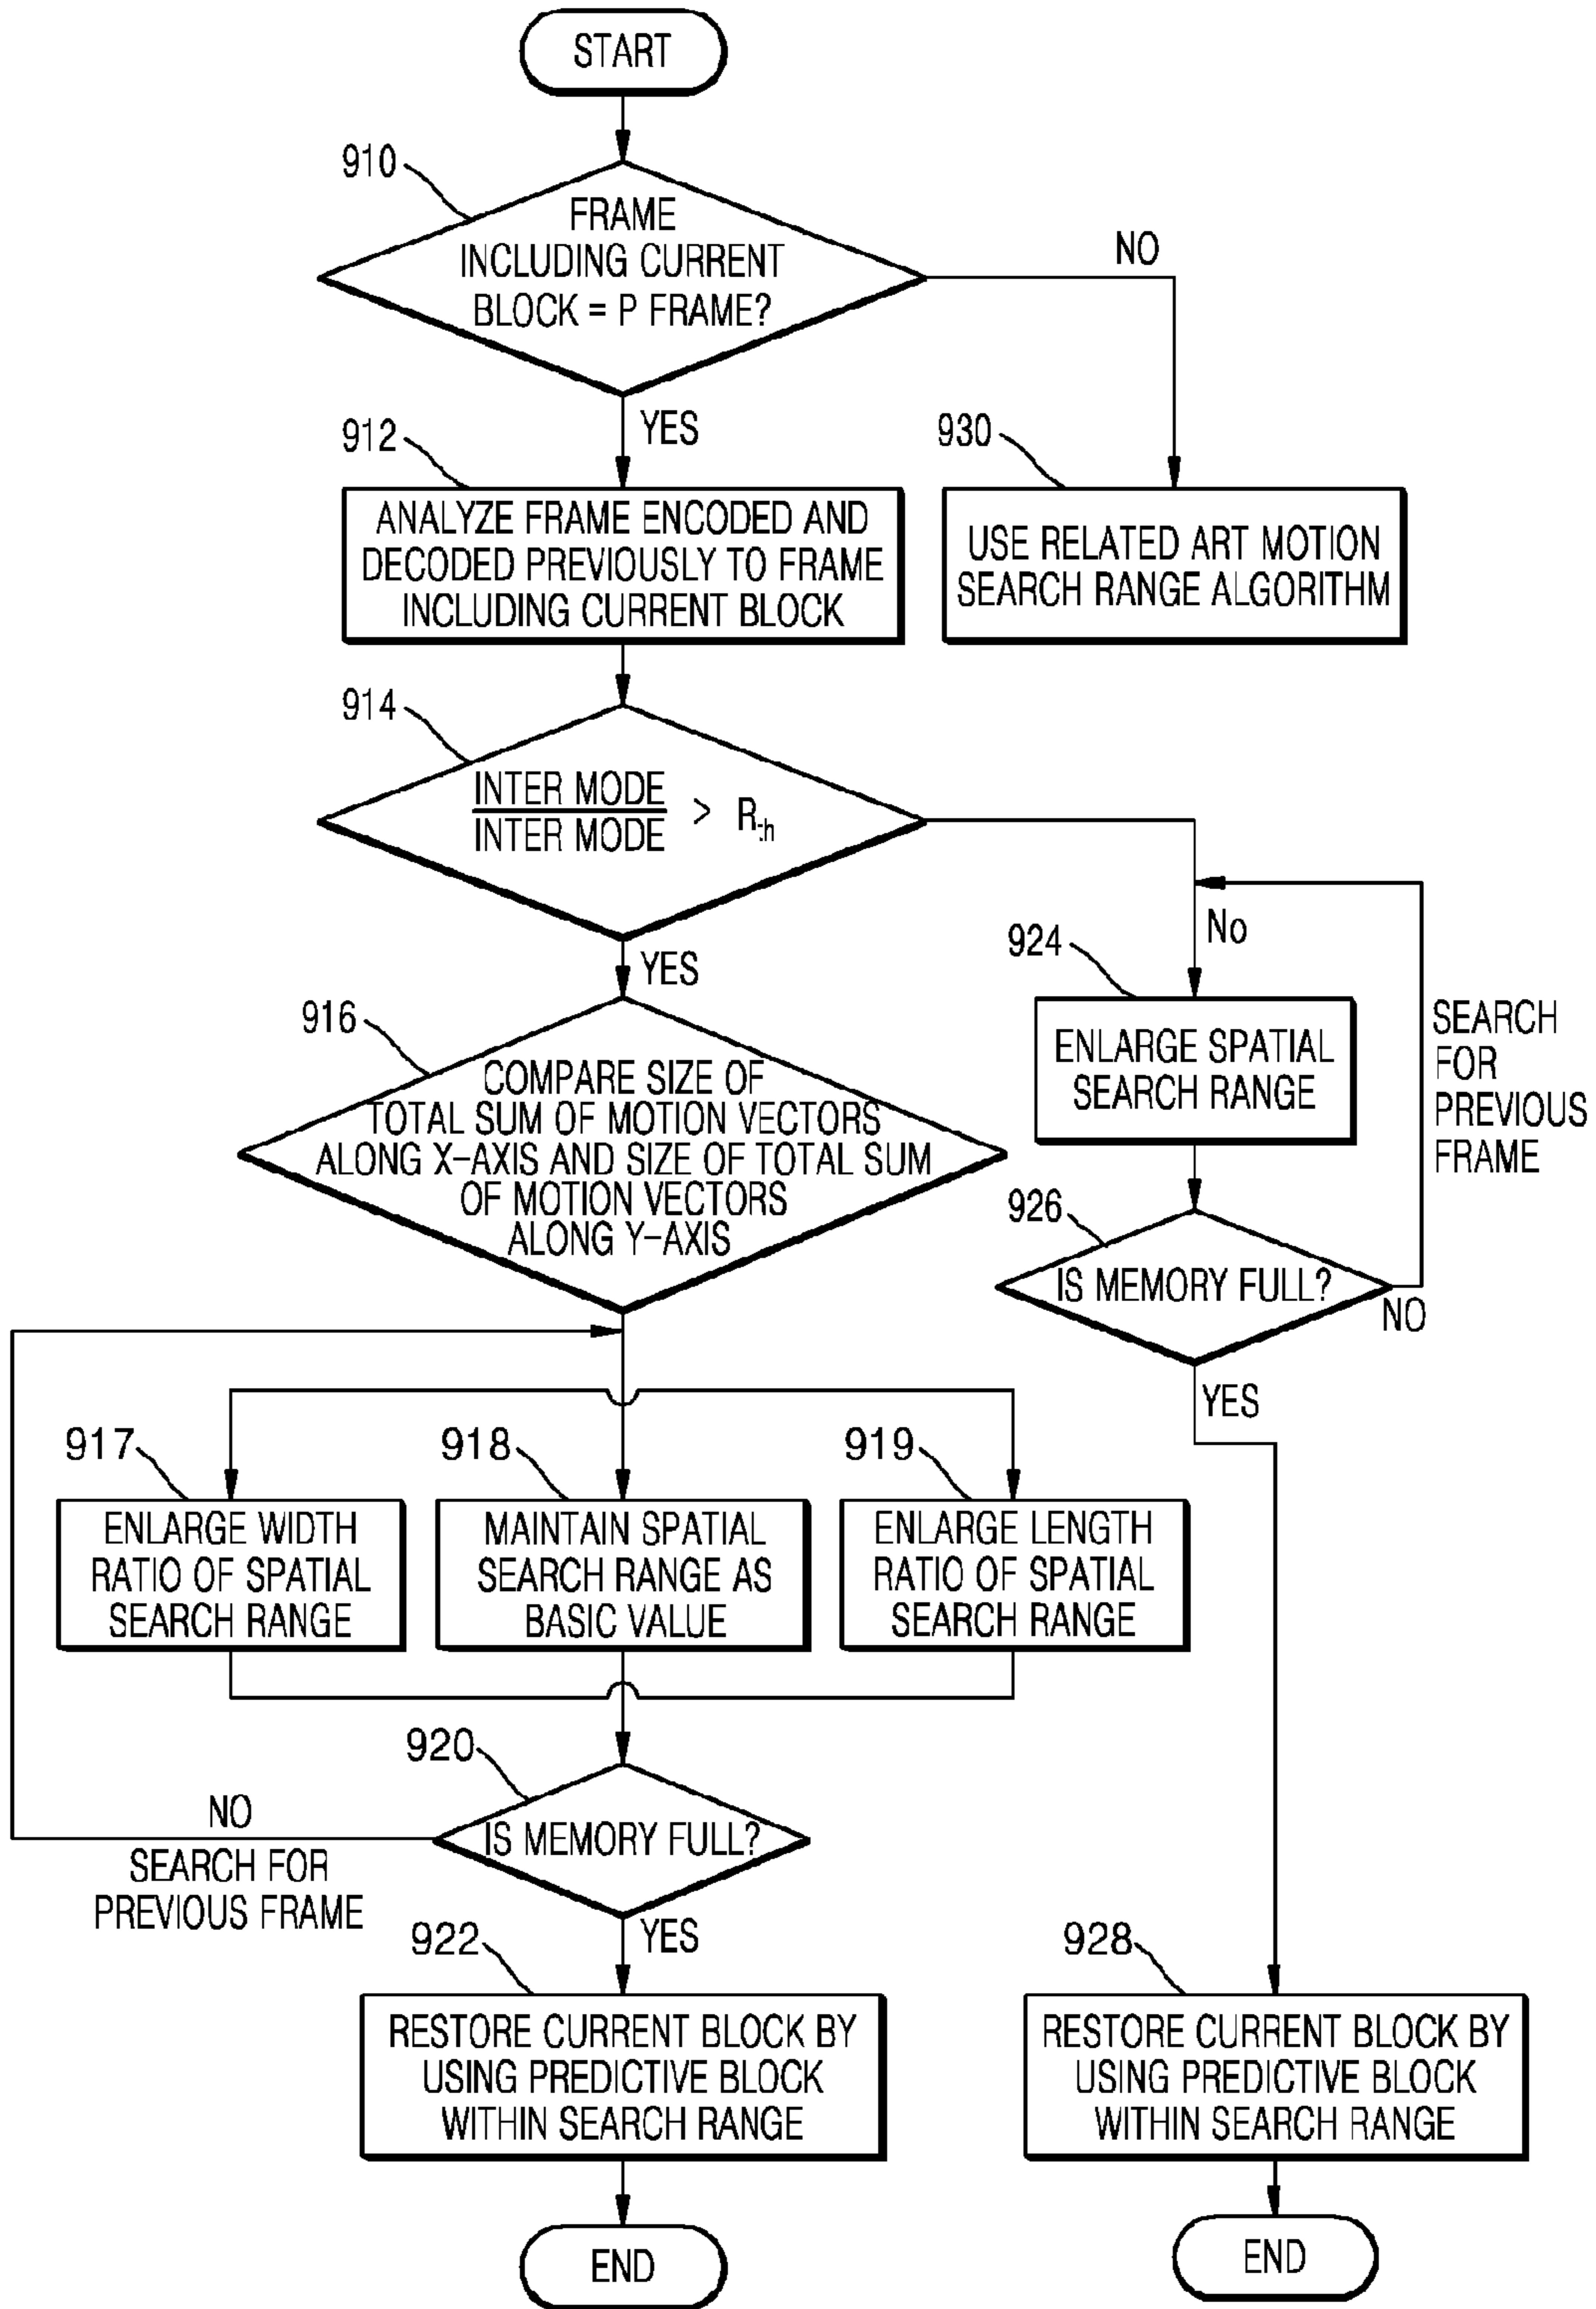 START
910
FRAME
INCLUDING CURRENT
BLOCK = P FRAME?
NO
YES
912
ANALYZE FRAME ENCODED AND
DECODED PREVIOUSLY TO FRAME
INCLUDING CURRENT BLOCK
930
USE RELATED ART MOTION
SEARCH RANGE ALGORITHM
914
INTER MODE
INTER MODE
> Rth
YES
No
916
COMPARE SIZE OF
TOTAL SUM OF MOTION VECTORS
ALONG X-AXIS AND SIZE OF TOTAL SUM
OF MOTION VECTORS
ALONG Y-AXIS
924
ENLARGE SPATIAL
SEARCH RANGE
SEARCH
FOR
PREVIOUS
FRAME
926
IS MEMORY FULL?
NO
YES
917
ENLARGE WIDTH
RATIO OF SPATIAL
SEARCH RANGE
918
MAINTAIN SPATIAL
SEARCH RANGE AS
BASIC VALUE
919
ENLARGE LENGTH
RATIO OF SPATIAL
SEARCH RANGE
920
IS MEMORY FULL?
NO
SEARCH FOR
PREVIOUS FRAME
YES
922
RESTORE CURRENT BLOCK BY
USING PREDICTIVE BLOCK
WITHIN SEARCH RANGE
928
RESTORE CURRENT BLOCK BY
USING PREDICTIVE BLOCK
WITHIN SEARCH RANGE
END
END